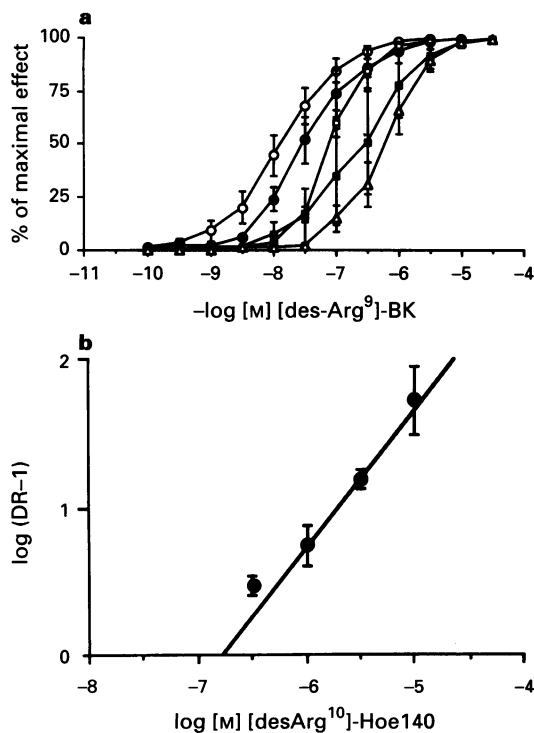 a
% of maximal effect
100
75
50
25
0
−11 −10 −9 −8 −7 −6 −5 −4
−log [M] [des-Arg9]-BK
b
log (DR−1)
2
1
0
−8 −7 −6 −5 −4
log [M] [desArg10]-Hoe140